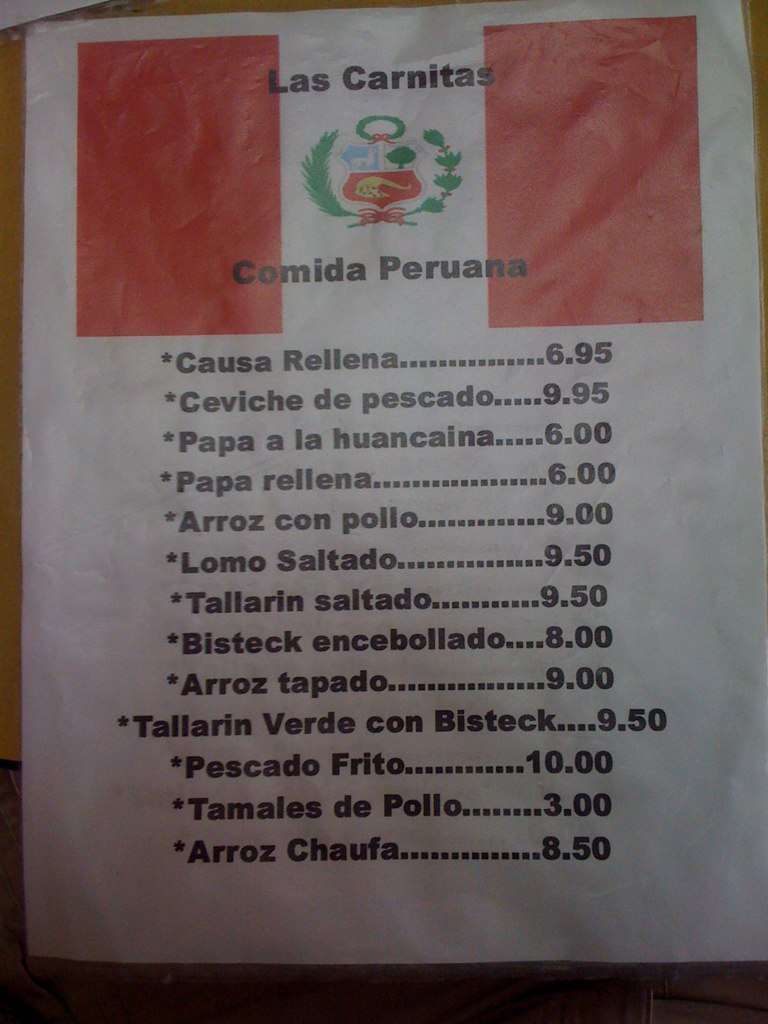 Las Carnitas
Comida Peruana
*Causa Rellena...............6.95
*Ceviche de pescado.....9.95
*Papa a la huancaina.....6.00
*Papa rellena..................6.00
*Arroz con pollo.............9.00
*Lomo Saltado...............9.50
*Tallarin saltado...........9.50
*Bisteck encebollado....8.00
*Arroz tapado................9.00
*Tallarin Verde con Bisteck....9.50
*Pescado Frito............10.00
*Tamales de Pollo........3.00
*Arroz Chaufa..............8.50